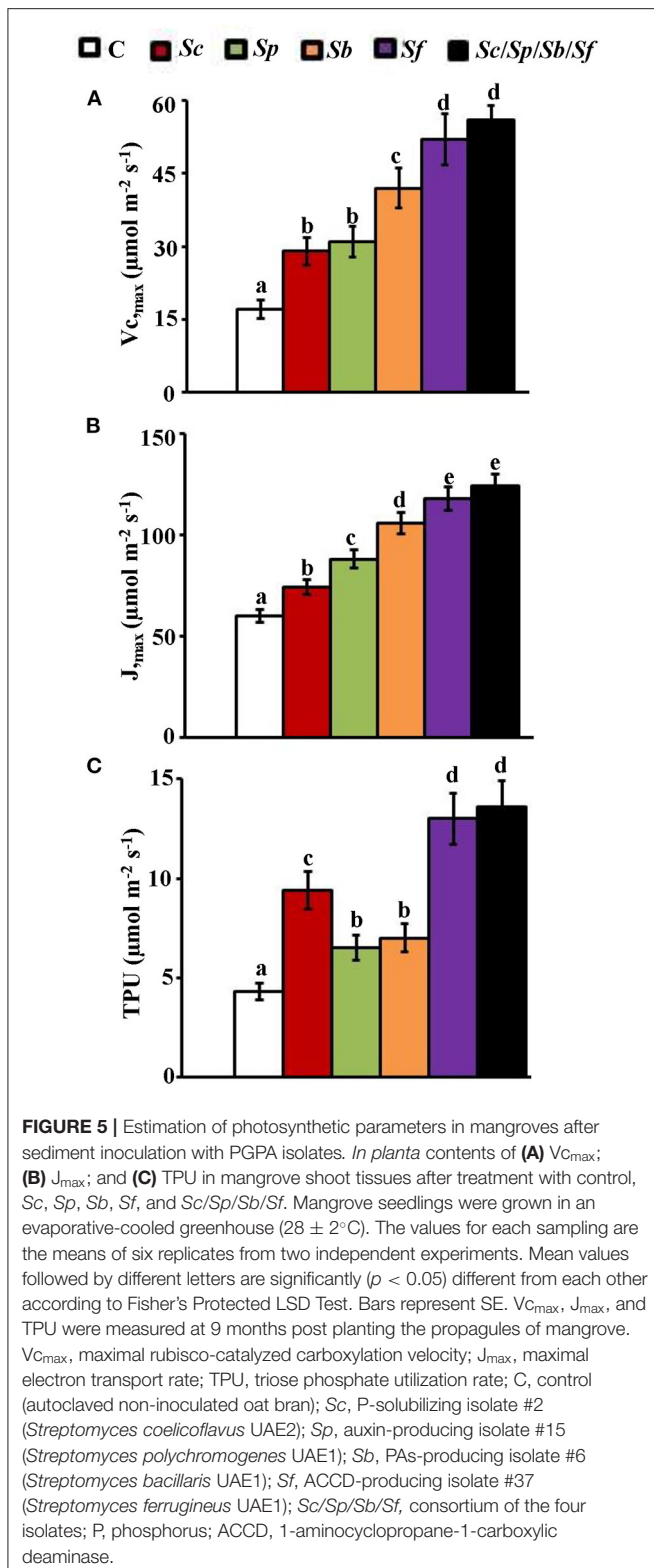 C Sc Sp Sb Sf Sc/Sp/Sb/Sf
A
60
45
30
15
0
Vc,max (µmol m-2 s-1)
a
b
b
c
d
d
B
150
100
50
0
J,max (µmol m-2 s-1)
a
b
c
d
e
e
C
15
10
5
0
TPU (µmol m-2 s-1)
a
c
b
b
d
d
FIGURE 5 | Estimation of photosynthetic parameters in mangroves after
sediment inoculation with PGPA isolates. In planta contents of (A) Vcmax;
(B) Jmax; and (C) TPU in mangrove shoot tissues after treatment with control,
Sc, Sp, Sb, Sf, and Sc/Sp/Sb/Sf. Mangrove seedlings were grown in an
evaporative-cooled greenhouse (28 ± 2°C). The values for each sampling are
the means of six replicates from two independent experiments. Mean values
followed by different letters are significantly (p < 0.05) different from each other
according to Fisher's Protected LSD Test. Bars represent SE. Vcmax, Jmax, and
TPU were measured at 9 months post planting the propagules of mangrove.
Vcmax, maximal rubisco-catalyzed carboxylation velocity; Jmax, maximal
electron transport rate; TPU, triose phosphate utilization rate; C, control
(autoclaved non-inoculated oat bran); Sc, P-solubilizing isolate #2
(Streptomyces coelicoflavus UAE2); Sp, auxin-producing isolate #15
(Streptomyces polychromogenes UAE1); Sb, PAs-producing isolate #6
(Streptomyces bacillaris UAE1); Sf, ACCD-producing isolate #37
(Streptomyces ferrugineus UAE1); Sc/Sp/Sb/Sf, consortium of the four
isolates; P, phosphorus; ACCD, 1-aminocyclopropane-1-carboxylic
deaminase.